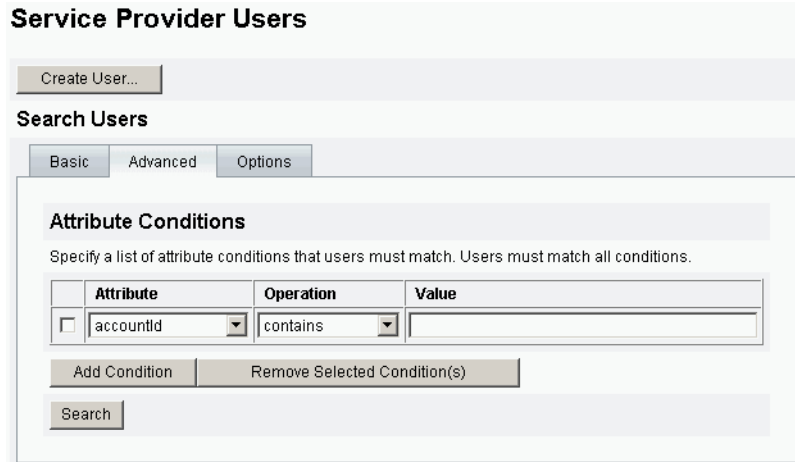 Service Provider Users
Create User...
Search Users
Basic Advanced Options
Attribute Conditions
Specify a list of attribute conditions that users must match. Users must match all conditions.
Attribute Operation Value
accountId contains
Add Condition Remove Selected Condition(s)
Search